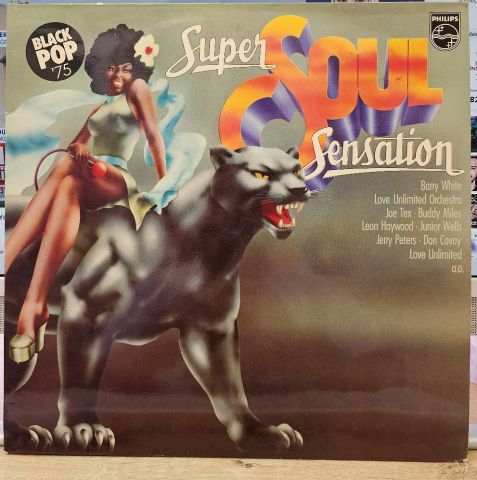 BLACK
POP
'75
Super
SOUL
Sensation
PHILIPS
Barry White
Love Unlimited Orchestra
Joe Tex · Buddy Miles
Leon Haywood · Junior Wells
Jerry Peters · Don Covay
Love Unlimited
a.o.